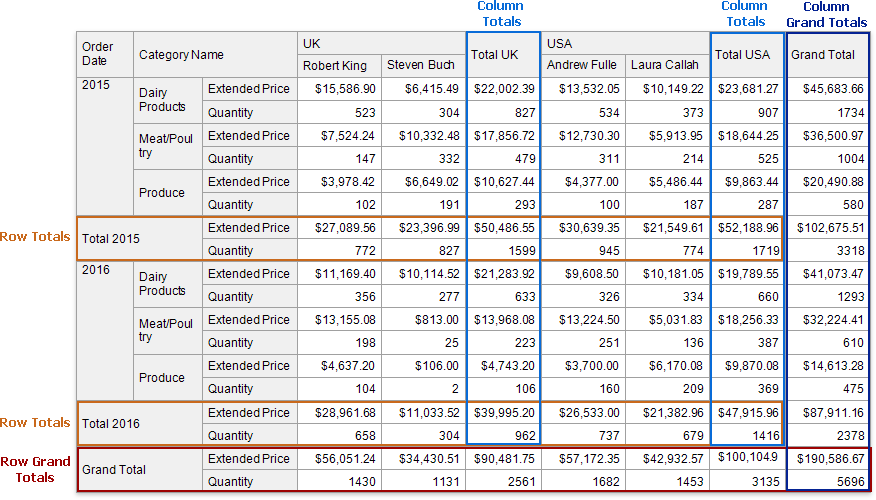 Column Totals Column Totals Column Grand Totals
Order Date Category Name UK Total UK USA Total USA Grand Total
Robert King Steven Buch Andrew Fulle Laura Callah
2015 Dairy Products Extended Price $15,586.90 $6,415.49 $22,002.39 $13,532.05 $10,149.22 $23,681.27 $45,683.66
Quantity 523 304 827 534 373 907 1734
Meat/Poultry Extended Price $7,524.24 $10,332.48 $17,856.72 $12,730.30 $5,913.95 $18,644.25 $36,500.97
Quantity 147 332 479 311 214 525 1004
Produce Extended Price $3,978.42 $6,649.02 $10,627.44 $4,377.00 $5,486.44 $9,863.44 $20,490.88
Quantity 102 191 293 100 187 287 580
Row Totals Total 2015 Extended Price $27,089.56 $23,396.99 $50,486.55 $30,639.35 $21,549.61 $52,188.96 $102,675.51
Quantity 772 827 1599 945 774 1719 3318
2016 Dairy Products Extended Price $11,169.40 $10,114.52 $21,283.92 $9,608.50 $10,181.05 $19,789.55 $41,073.47
Quantity 356 277 633 326 334 660 1293
Meat/Poultry Extended Price $13,155.08 $813.00 $13,968.08 $13,224.50 $5,031.83 $18,256.33 $32,224.41
Quantity 198 25 223 251 136 387 610
Produce Extended Price $4,637.20 $106.00 $4,743.20 $3,700.00 $6,170.08 $9,870.08 $14,613.28
Quantity 104 2 106 160 209 369 475
Row Totals Total 2016 Extended Price $28,961.68 $11,033.52 $39,995.20 $26,533.00 $21,382.96 $47,915.96 $87,911.16
Quantity 658 304 962 737 679 1416 2378
Row Grand Totals Grand Total Extended Price $56,051.24 $34,430.51 $90,481.75 $57,172.35 $42,932.57 $100,104.9 $190,586.67
Quantity 1430 1131 2561 1682 1453 3135 5696